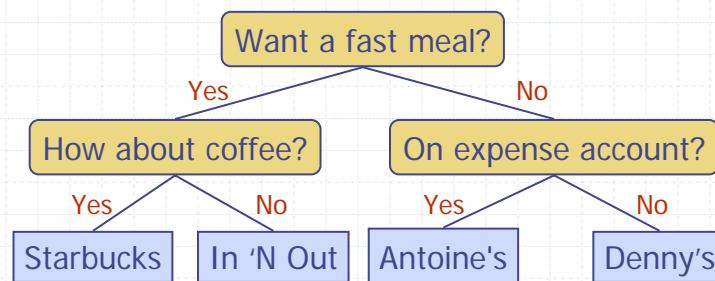 Want a fast meal?
Yes No
How about coffee? On expense account?
Yes No Yes No
Starbucks In ‘N Out Antoine's Denny’s